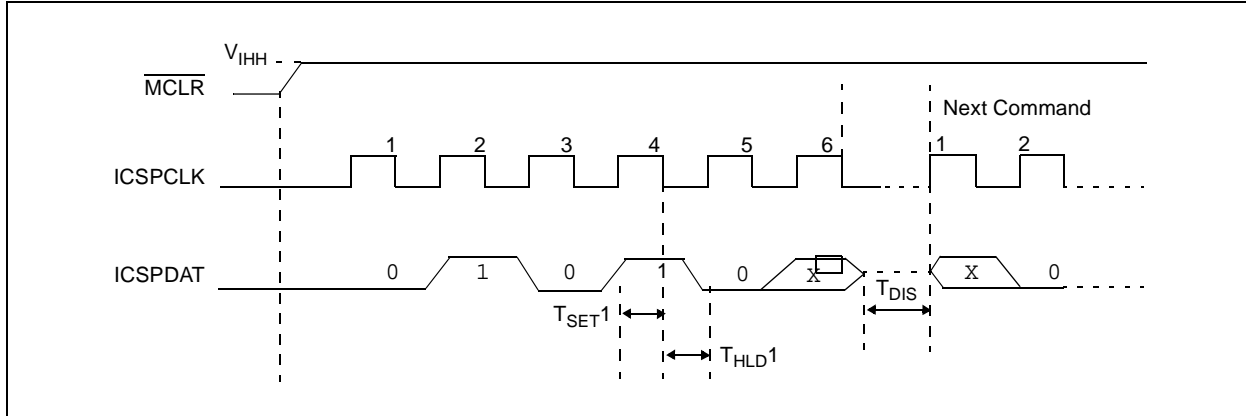 V_IHH
MCLR
Next Command
1 2 3 4 5 6 1 2
ICSPCLK
ICSPDAT
0 1 0 1 0 X X 0
T_DIS
T_SET1
T_HLD1